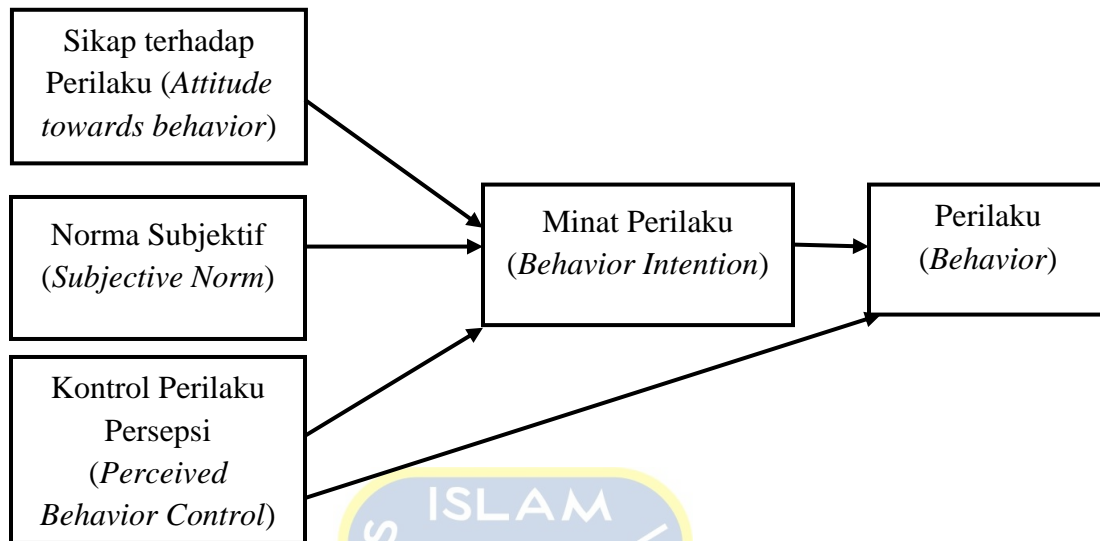 Sikap terhadap
Perilaku (Attitude
towards behavior)
Norma Subjektif
(Subjective Norm)
Kontrol Perilaku
Persepsi
(Perceived
Behavior Control)
Minat Perilaku
(Behavior Intention)
Perilaku
(Behavior)
ISLAM